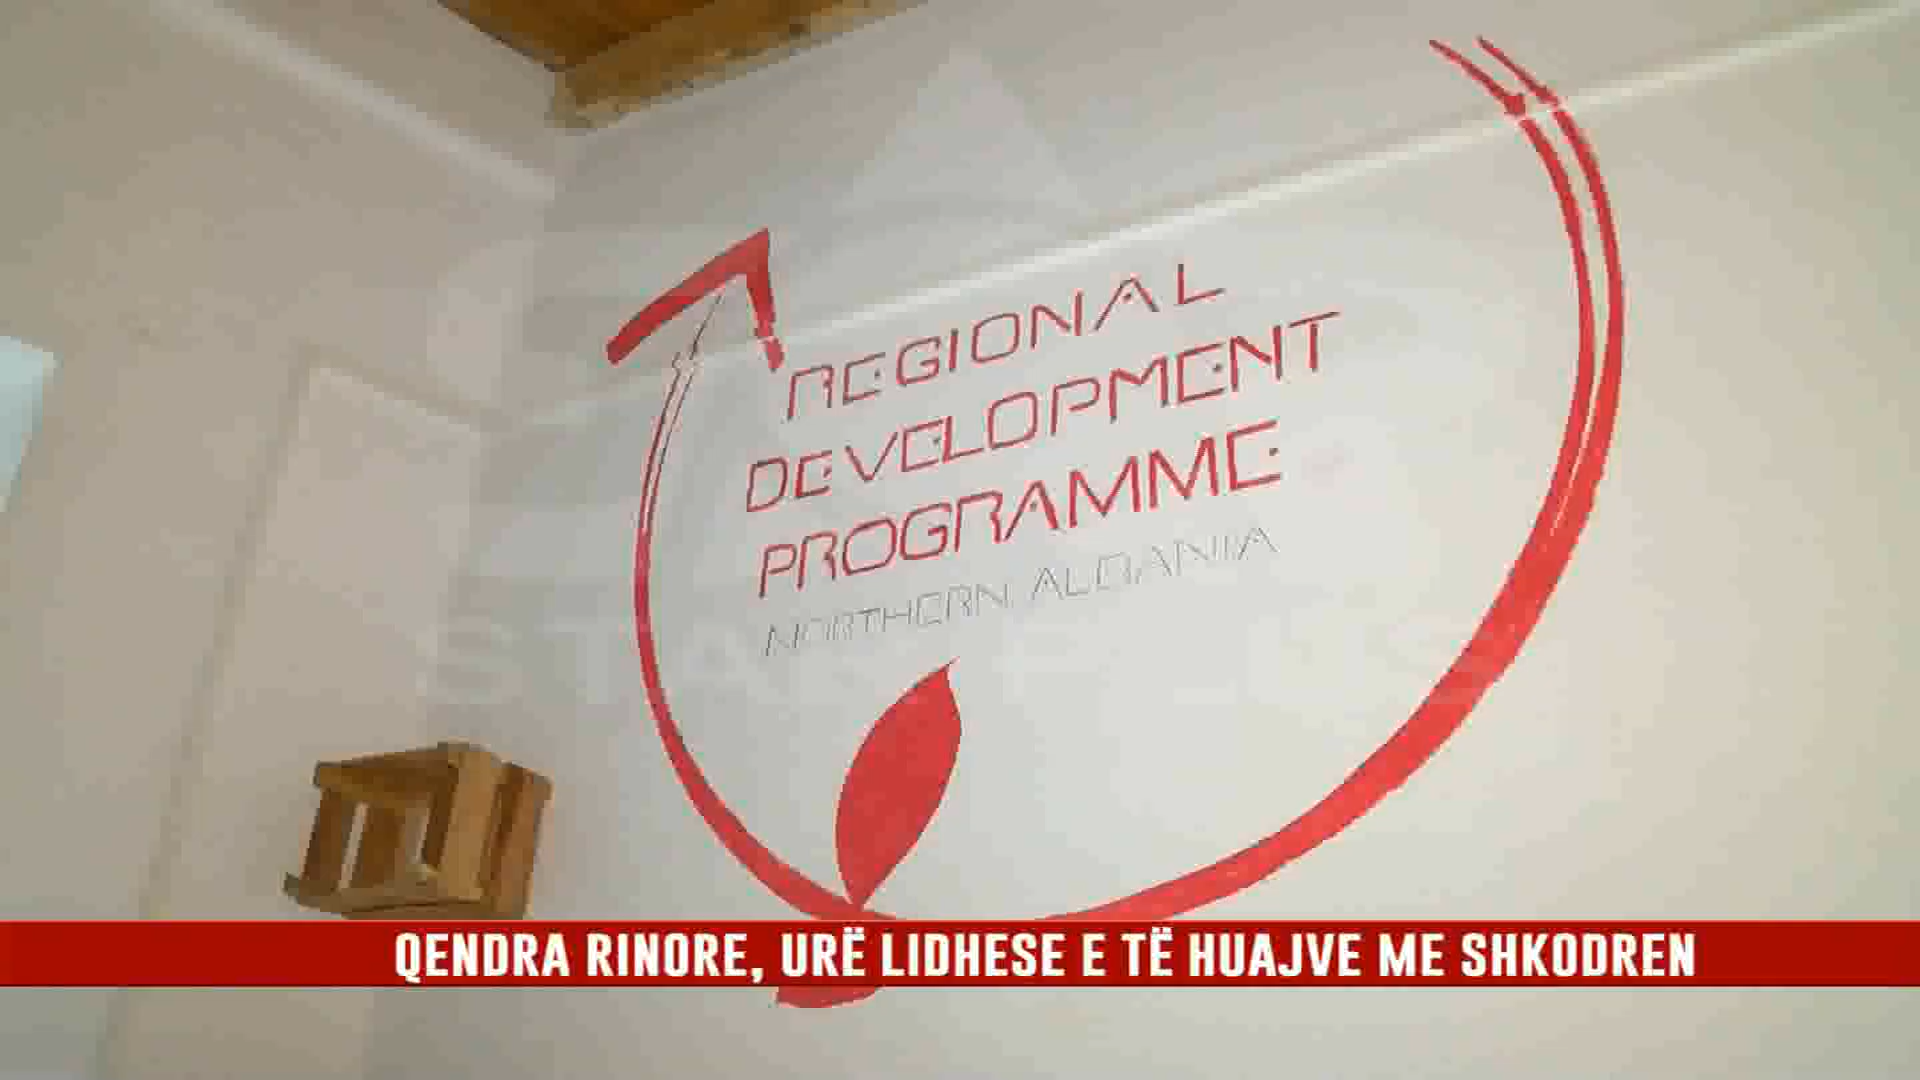 REGIONAL
DEVELOPMENT
PROGRAMME
NORTHERN ALBANIA
QENDRA RINORE, URË LIDHESE E TË HUAJVE ME SHKODREN